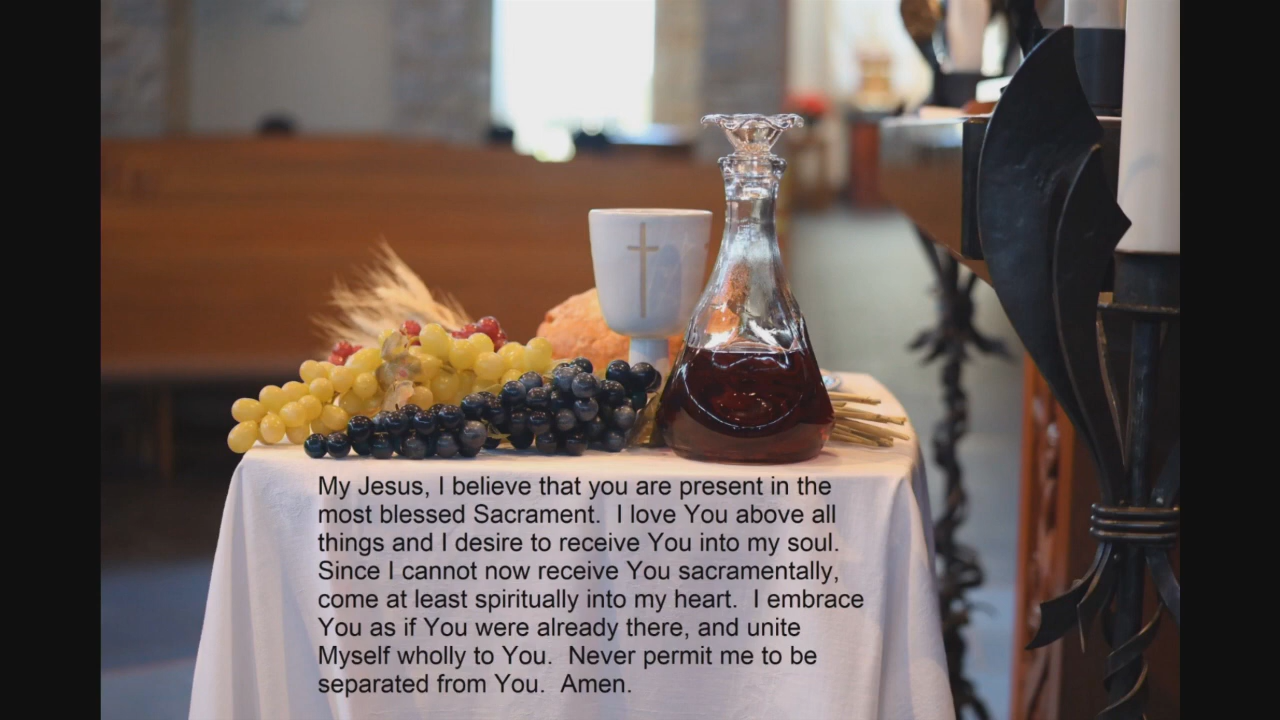 My Jesus, I believe that you are present in the
most blessed Sacrament.  I love You above all
things and I desire to receive You into my soul.
Since I cannot now receive You sacramentally,
come at least spiritually into my heart.  I embrace
You as if You were already there, and unite
Myself wholly to You.  Never permit me to be
separated from You.  Amen.